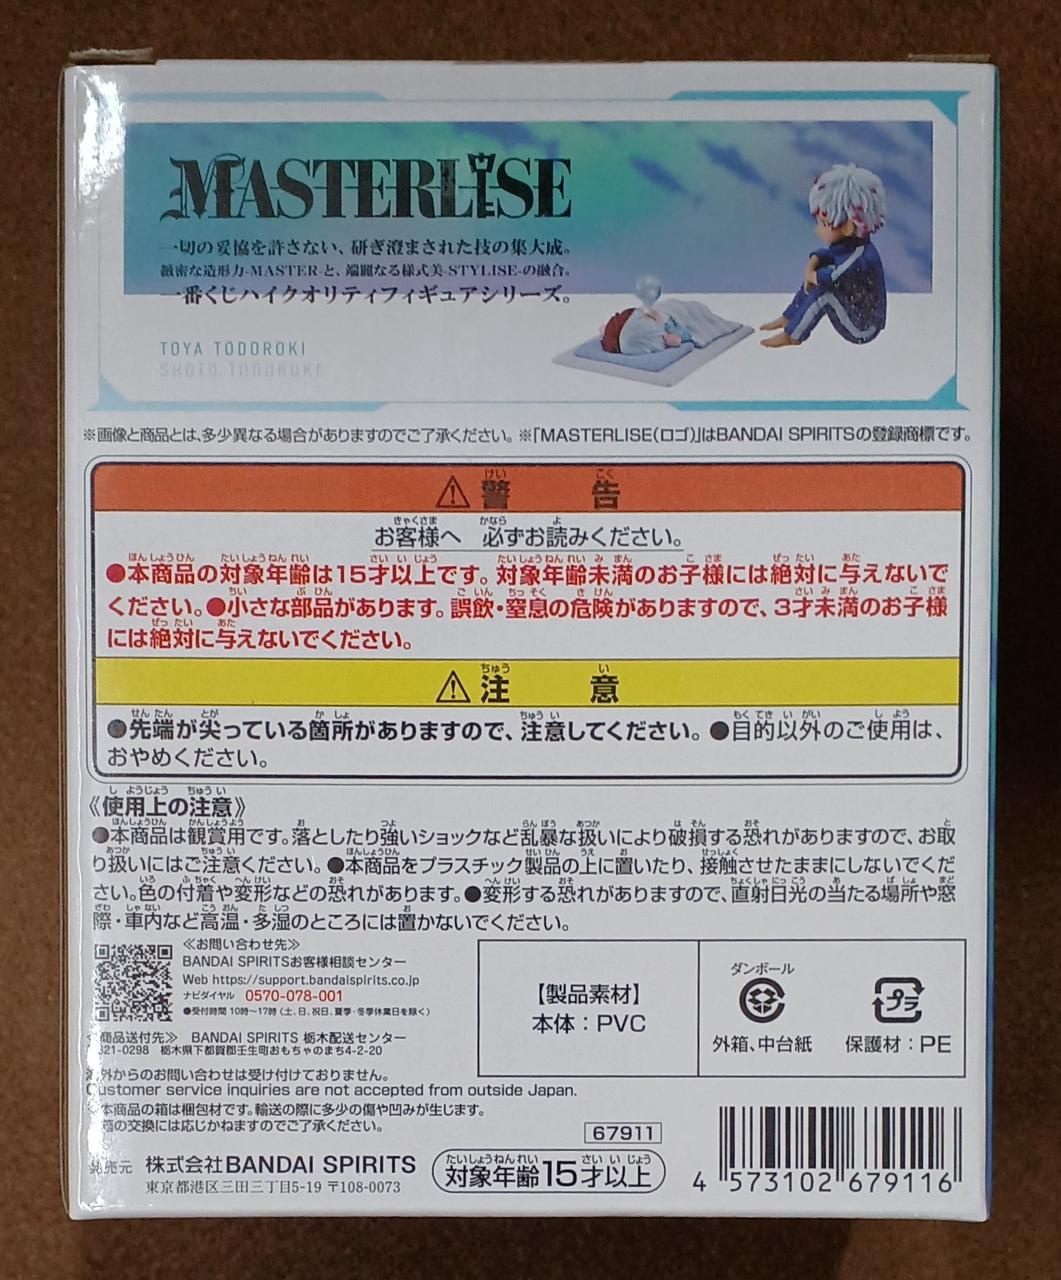 MASTERLISE
一切の妥協を許さない、研ぎ澄まされた技の集大成。
緻密な造形力-MASTER-と、端麗なる様式美-STYLISE-の融合。
一番くじハイクオリティフィギュアシリーズ。
TOYA TODOROKI
SHOTO TODOROKI
※画像と商品とは、多少異なる場合がありますのでご了承ください。※「MASTERLISE(ロゴ)」はBANDAI SPIRITSの登録商標です。
⚠警告
お客様へ 必ずお読みください。
●本商品の対象年齢は15才以上です。対象年齢未満のお子様には絶対に与えないで
ください。●小さな部品があります。誤飲・窒息の危険がありますので、3才未満のお子様
には絶対に与えないでください。
⚠注意
●先端が尖っている箇所がありますので、注意してください。●目的以外のご使用は、
おやめください。
《使用上の注意》
●本商品は観賞用です。落としたり強いショックなど乱暴な扱いにより破損する恐れがありますので、お取
り扱いにはご注意ください。●本商品をプラスチック製品の上に置いたり、接触させたままにしないでくだ
さい。色の付着や変形などの恐れがあります。●変形する恐れがありますので、直射日光の当たる場所や窓
際・車内など高温・多湿のところには置かないでください。
≪お問い合わせ先≫
BANDAI SPIRITSお客様相談センター
Web https://support.bandaispirits.co.jp
ナビダイヤル 0570-078-001
●受付時間 10時〜17時(土、日、祝日、夏季・冬季休業日を除く)
商品送付先≫ BANDAI SPIRITS 栃木配送センター
321-0298 栃木県下都賀郡壬生町おもちゃのまち4-2-20
海外からのお問い合わせは受け付けておりません。
Customer service inquiries are not accepted from outside Japan.
本商品の箱は梱包材です。輸送の際に多少の傷や凹みが生じます。
箱の交換には応じかねますのでご了承ください。
【製品素材】
本体：PVC
ダンボール
外箱、中台紙
プラ
保護材：PE
発売元 株式会社BANDAI SPIRITS
東京都港区三田三丁目5-19 〒108-0073
対象年齢15才以上
67911
4 573102 679116